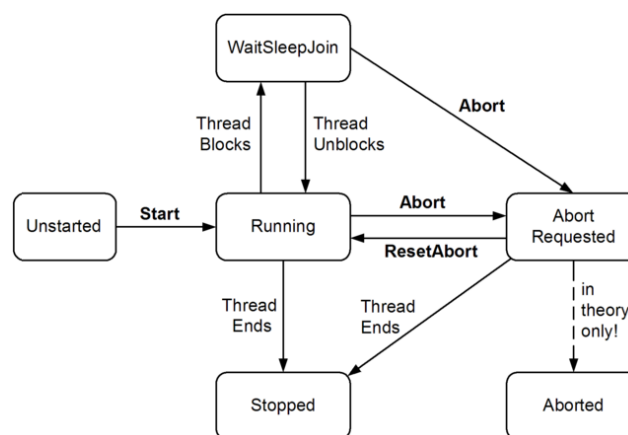 WaitSleepJoin
Abort
Thread
Blocks
Thread
Unblocks
Unstarted
Start
Running
Abort
ResetAbort
Abort
Requested
Thread
Ends
Thread
Ends
in
theory
only!
Stopped
Aborted